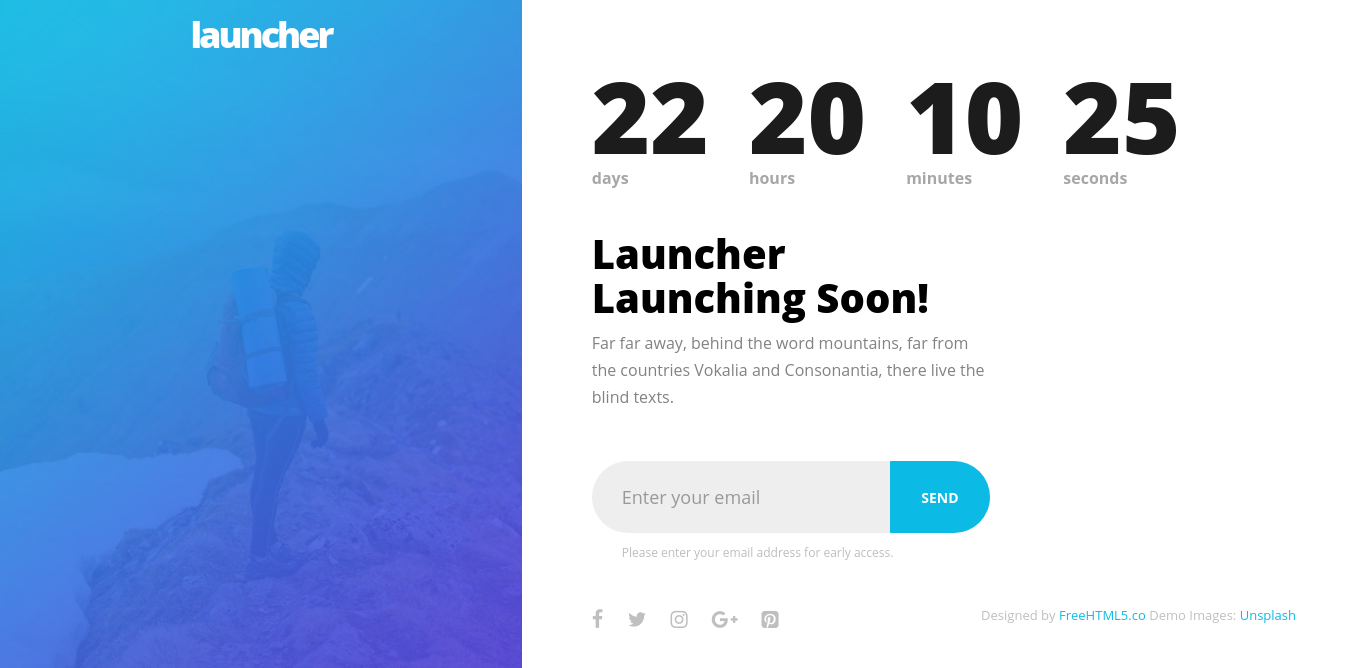 launcher
22 20 10 25
days hours minutes seconds
Launcher
Launching Soon!
Far far away, behind the word mountains, far from
the countries Vokalia and Consonantia, there live the
blind texts.
Enter your email SEND
Please enter your email address for early access.
Designed by FreeHTML5.co Demo Images: Unsplash